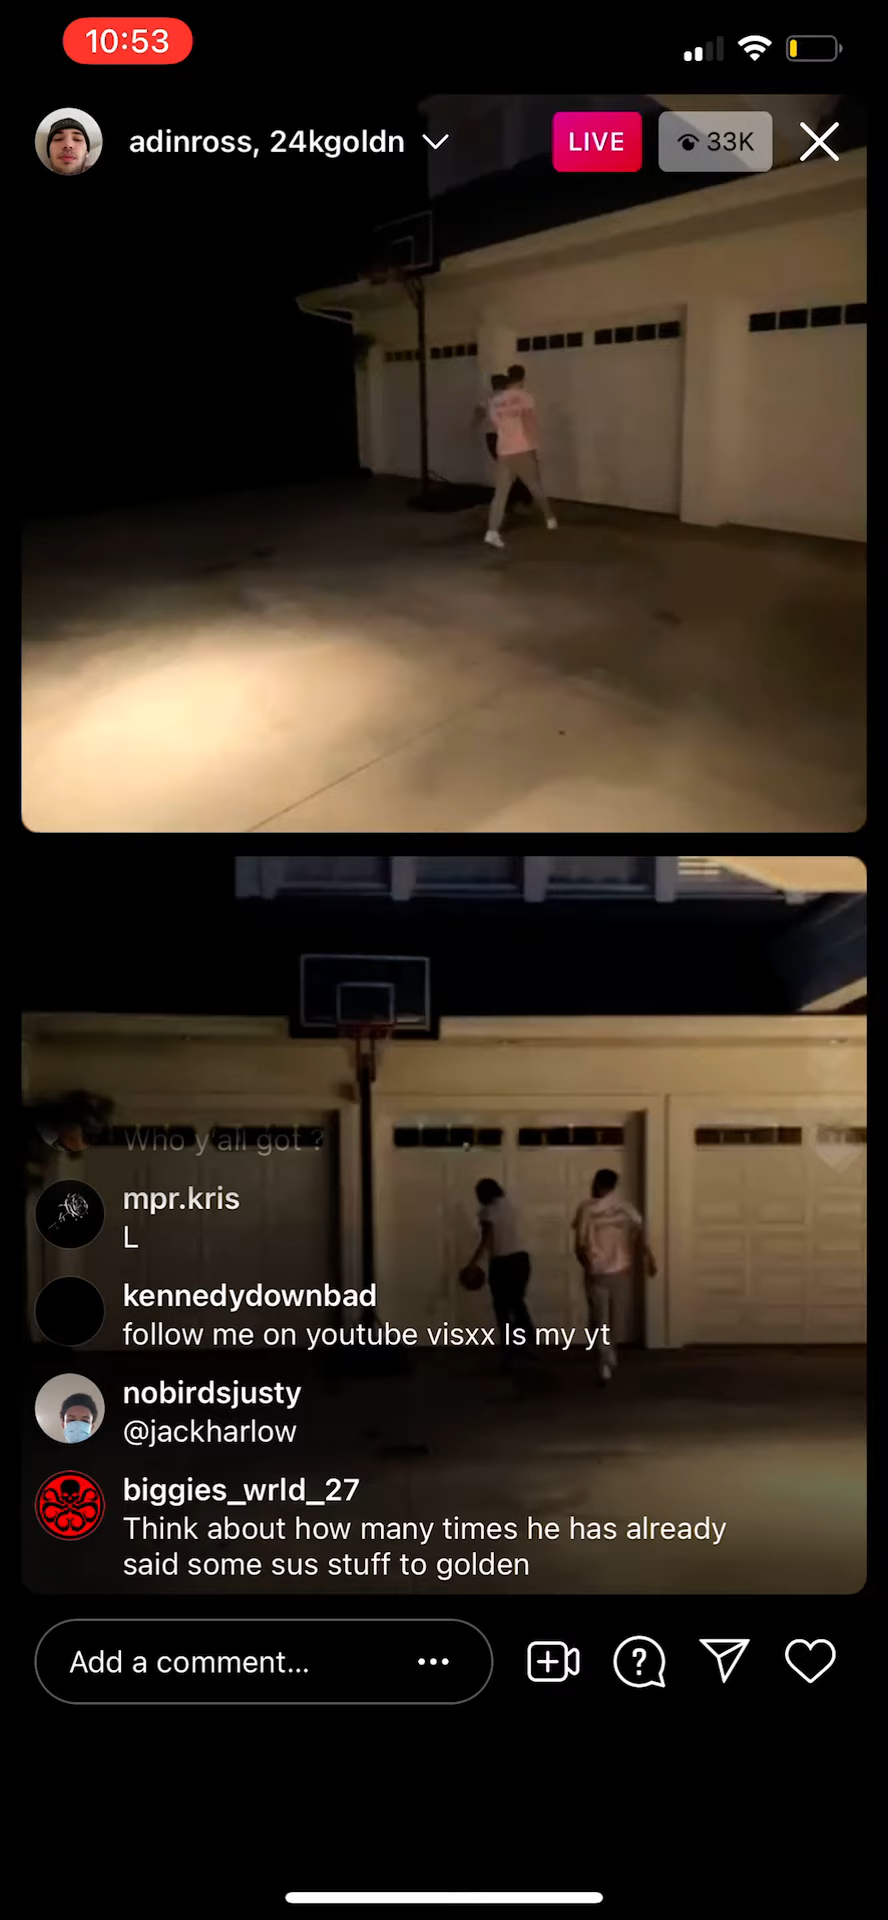 10:53
adinross, 24kgoldn
LIVE
33K
Who y'all got ?
mpr.kris
L
kennedydownbad
follow me on youtube visxx Is my yt
nobirdsjusty
@jackharlow
biggies_wrld_27
Think about how many times he has already
said some sus stuff to golden
Add a comment...